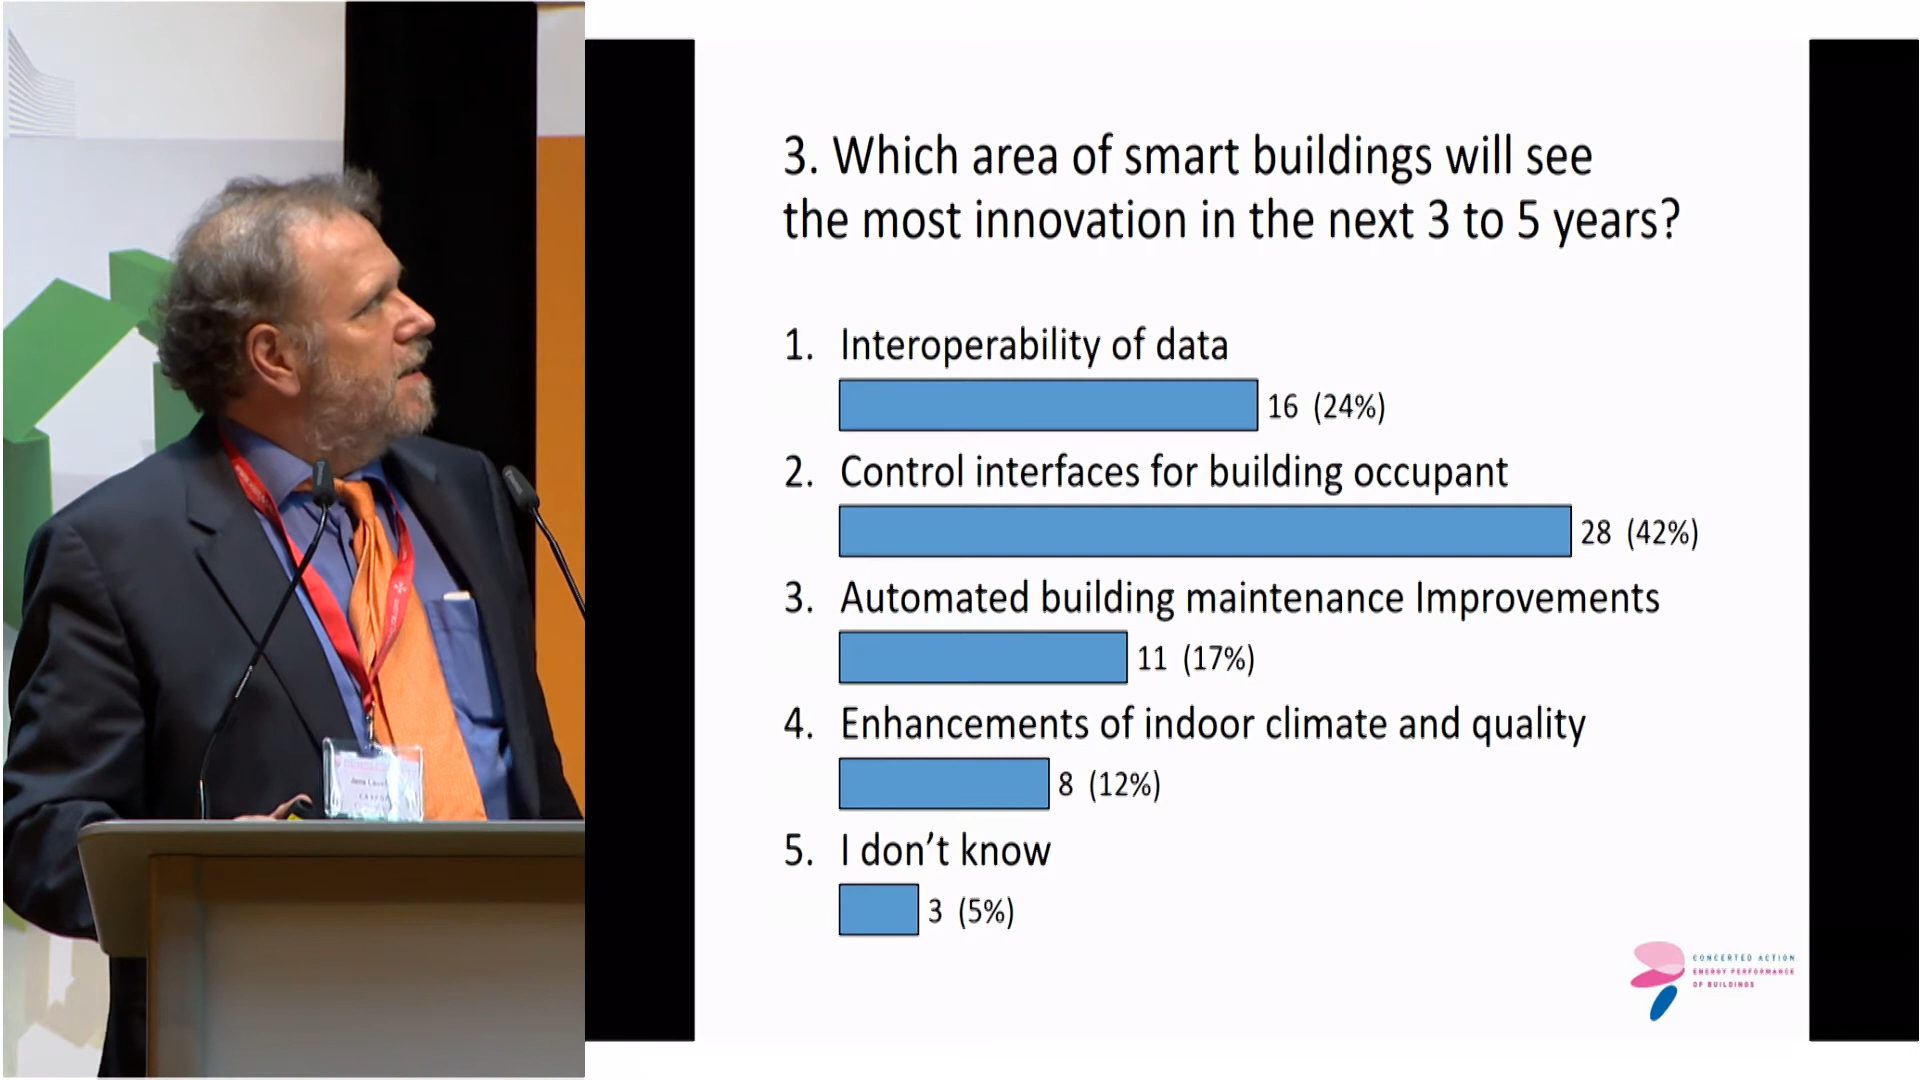 3. Which area of smart buildings will see
the most innovation in the next 3 to 5 years?
1. Interoperability of data
16 (24%)
2. Control interfaces for building occupant
28 (42%)
3. Automated building maintenance Improvements
11 (17%)
4. Enhancements of indoor climate and quality
8 (12%)
5. I don’t know
3 (5%)
CONCERTED ACTION
ENERGY PERFORMANCE
OF BUILDINGS